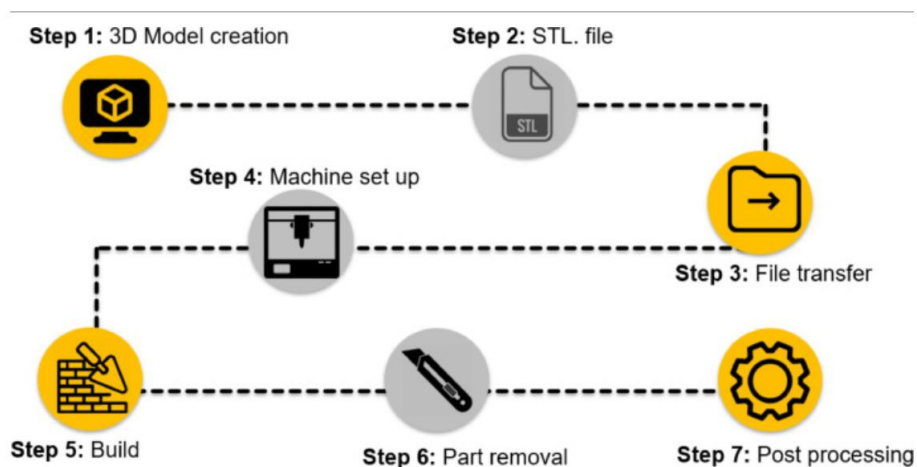 Step 1: 3D Model creation
Step 2: STL. file
STL
Step 4: Machine set up
Step 3: File transfer
Step 5: Build
Step 6: Part removal
Step 7: Post processing